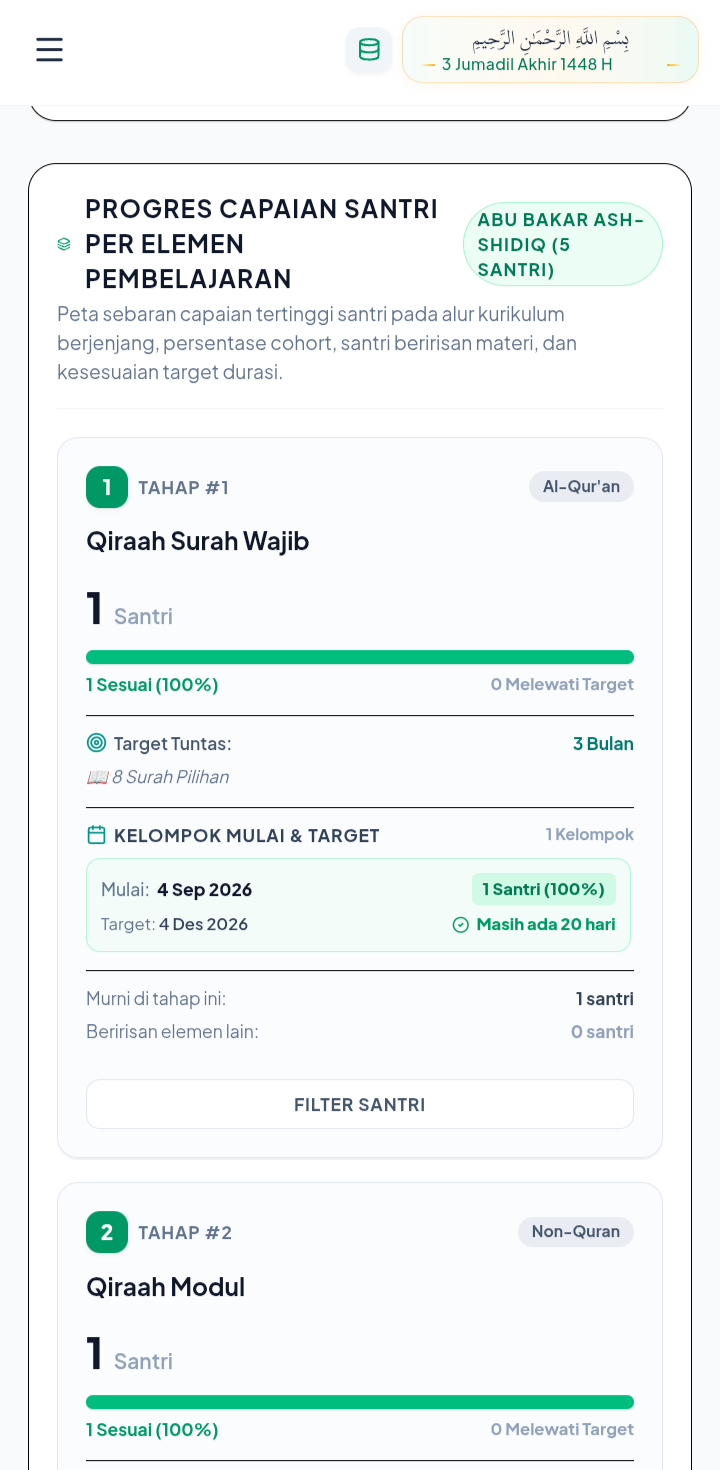 بِسْمِ اللَّهِ الرَّحْمَٰنِ الرَّحِيمِ
3 Jumadil Akhir 1448 H
PROGRES CAPAIAN SANTRI
PER ELEMEN
PEMBELAJARAN
ABU BAKAR ASH-
SHIDIQ (5
SANTRI)
Peta sebaran capaian tertinggi santri pada alur kurikulum
berjenjang, persentase cohort, santri beririsan materi, dan
kesesuaian target durasi.
1 TAHAP #1 Al-Qur'an
Qiraah Surah Wajib
1 Santri
1 Sesuai (100%) 0 Melewati Target
Target Tuntas: 3 Bulan
📖 8 Surah Pilihan
KELOMPOK MULAI & TARGET 1 Kelompok
Mulai: 4 Sep 2026 1 Santri (100%)
Target: 4 Des 2026 Masih ada 20 hari
Murni di tahap ini: 1 santri
Beririsan elemen lain: 0 santri
FILTER SANTRI
2 TAHAP #2 Non-Quran
Qiraah Modul
1 Santri
1 Sesuai (100%) 0 Melewati Target